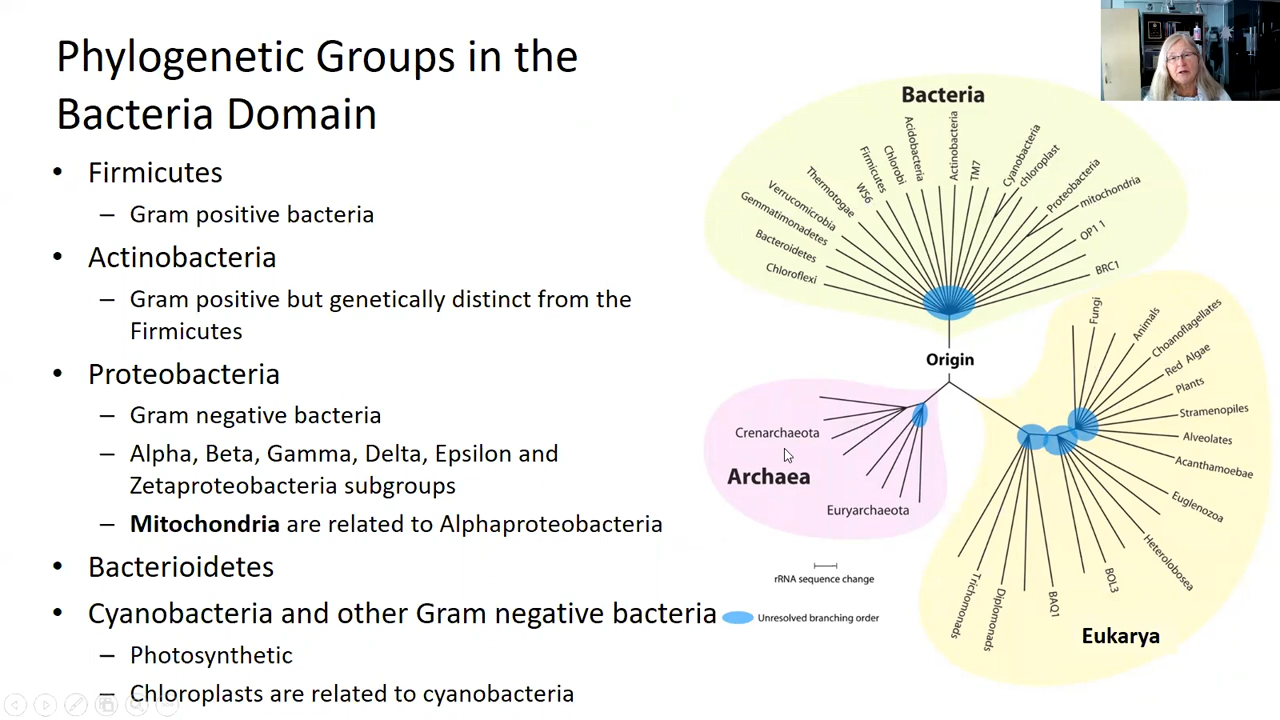 Phylogenetic Groups in the
Bacteria Domain
• Firmicutes
– Gram positive bacteria
• Actinobacteria
– Gram positive but genetically distinct from the
Firmicutes
• Proteobacteria
– Gram negative bacteria
– Alpha, Beta, Gamma, Delta, Epsilon and
Zetaproteobacteria subgroups
– Mitochondria are related to Alphaproteobacteria
• Bacterioidetes
• Cyanobacteria and other Gram negative bacteria
– Photosynthetic
– Chloroplasts are related to cyanobacteria
Bacteria
Chloroflexi
Bacteroidetes
Gemmatimonadetes
Verrucomicrobia
Thermotogae
WS6
Firmicutes
Chlorobi
Acidobacteria
Actinobacteria
TM7
Cyanobacteria
chloroplast
Proteobacteria
mitochondria
OP1 1
BRC1
Origin
Crenarchaeota
Archaea
Euryarchaeota
Fungi
Animals
Choanoflagellates
Red Algae
Plants
Stramenopiles
Alveolates
Acanthamoebae
Euglenozoa
Heterolobosea
BOL3
BAQ1
Diplomonads
Trichomonads
Eukarya
rRNA sequence change
Unresolved branching order